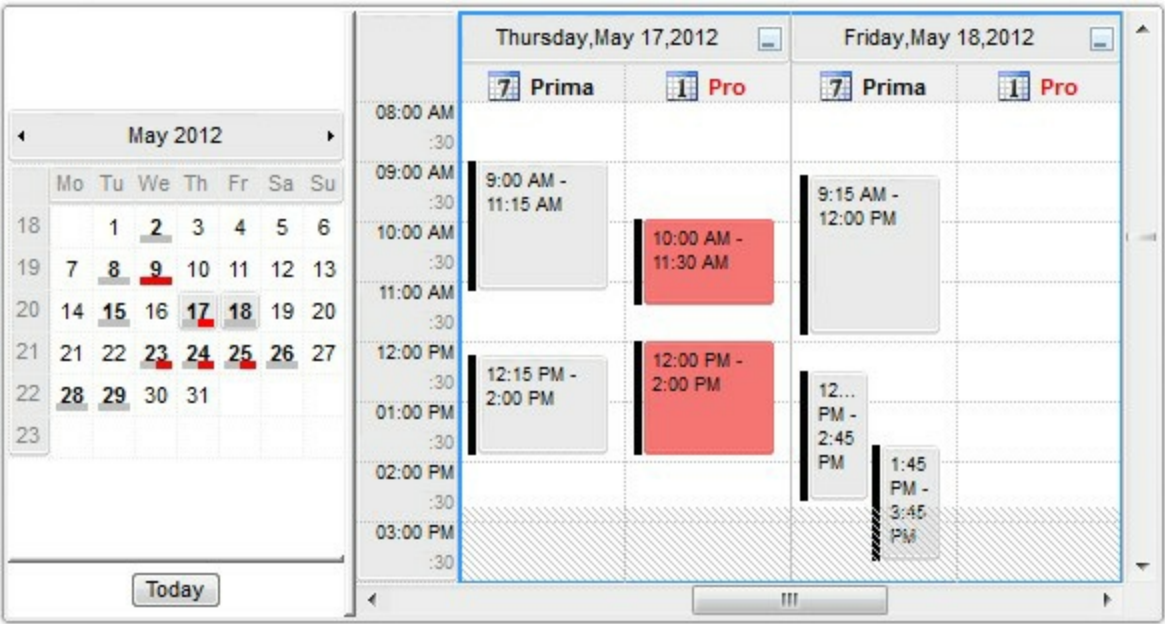 May 2012
Mo Tu We Th Fr Sa Su
18 1 2 3 4 5 6
19 7 8 9 10 11 12 13
20 14 15 16 17 18 19 20
21 21 22 23 24 25 26 27
22 28 29 30 31
23
Today
Thursday,May 17,2012
Friday,May 18,2012
7 Prima
1 Pro
7 Prima
1 Pro
08:00 AM
:30
09:00 AM
:30
10:00 AM
:30
11:00 AM
:30
12:00 PM
:30
01:00 PM
:30
02:00 PM
:30
03:00 PM
:30
9:00 AM -
11:15 AM
12:15 PM -
2:00 PM
10:00 AM -
11:30 AM
12:00 PM -
2:00 PM
9:15 AM -
12:00 PM
12...
PM -
2:45
PM
1:45
PM -
3:45
PM